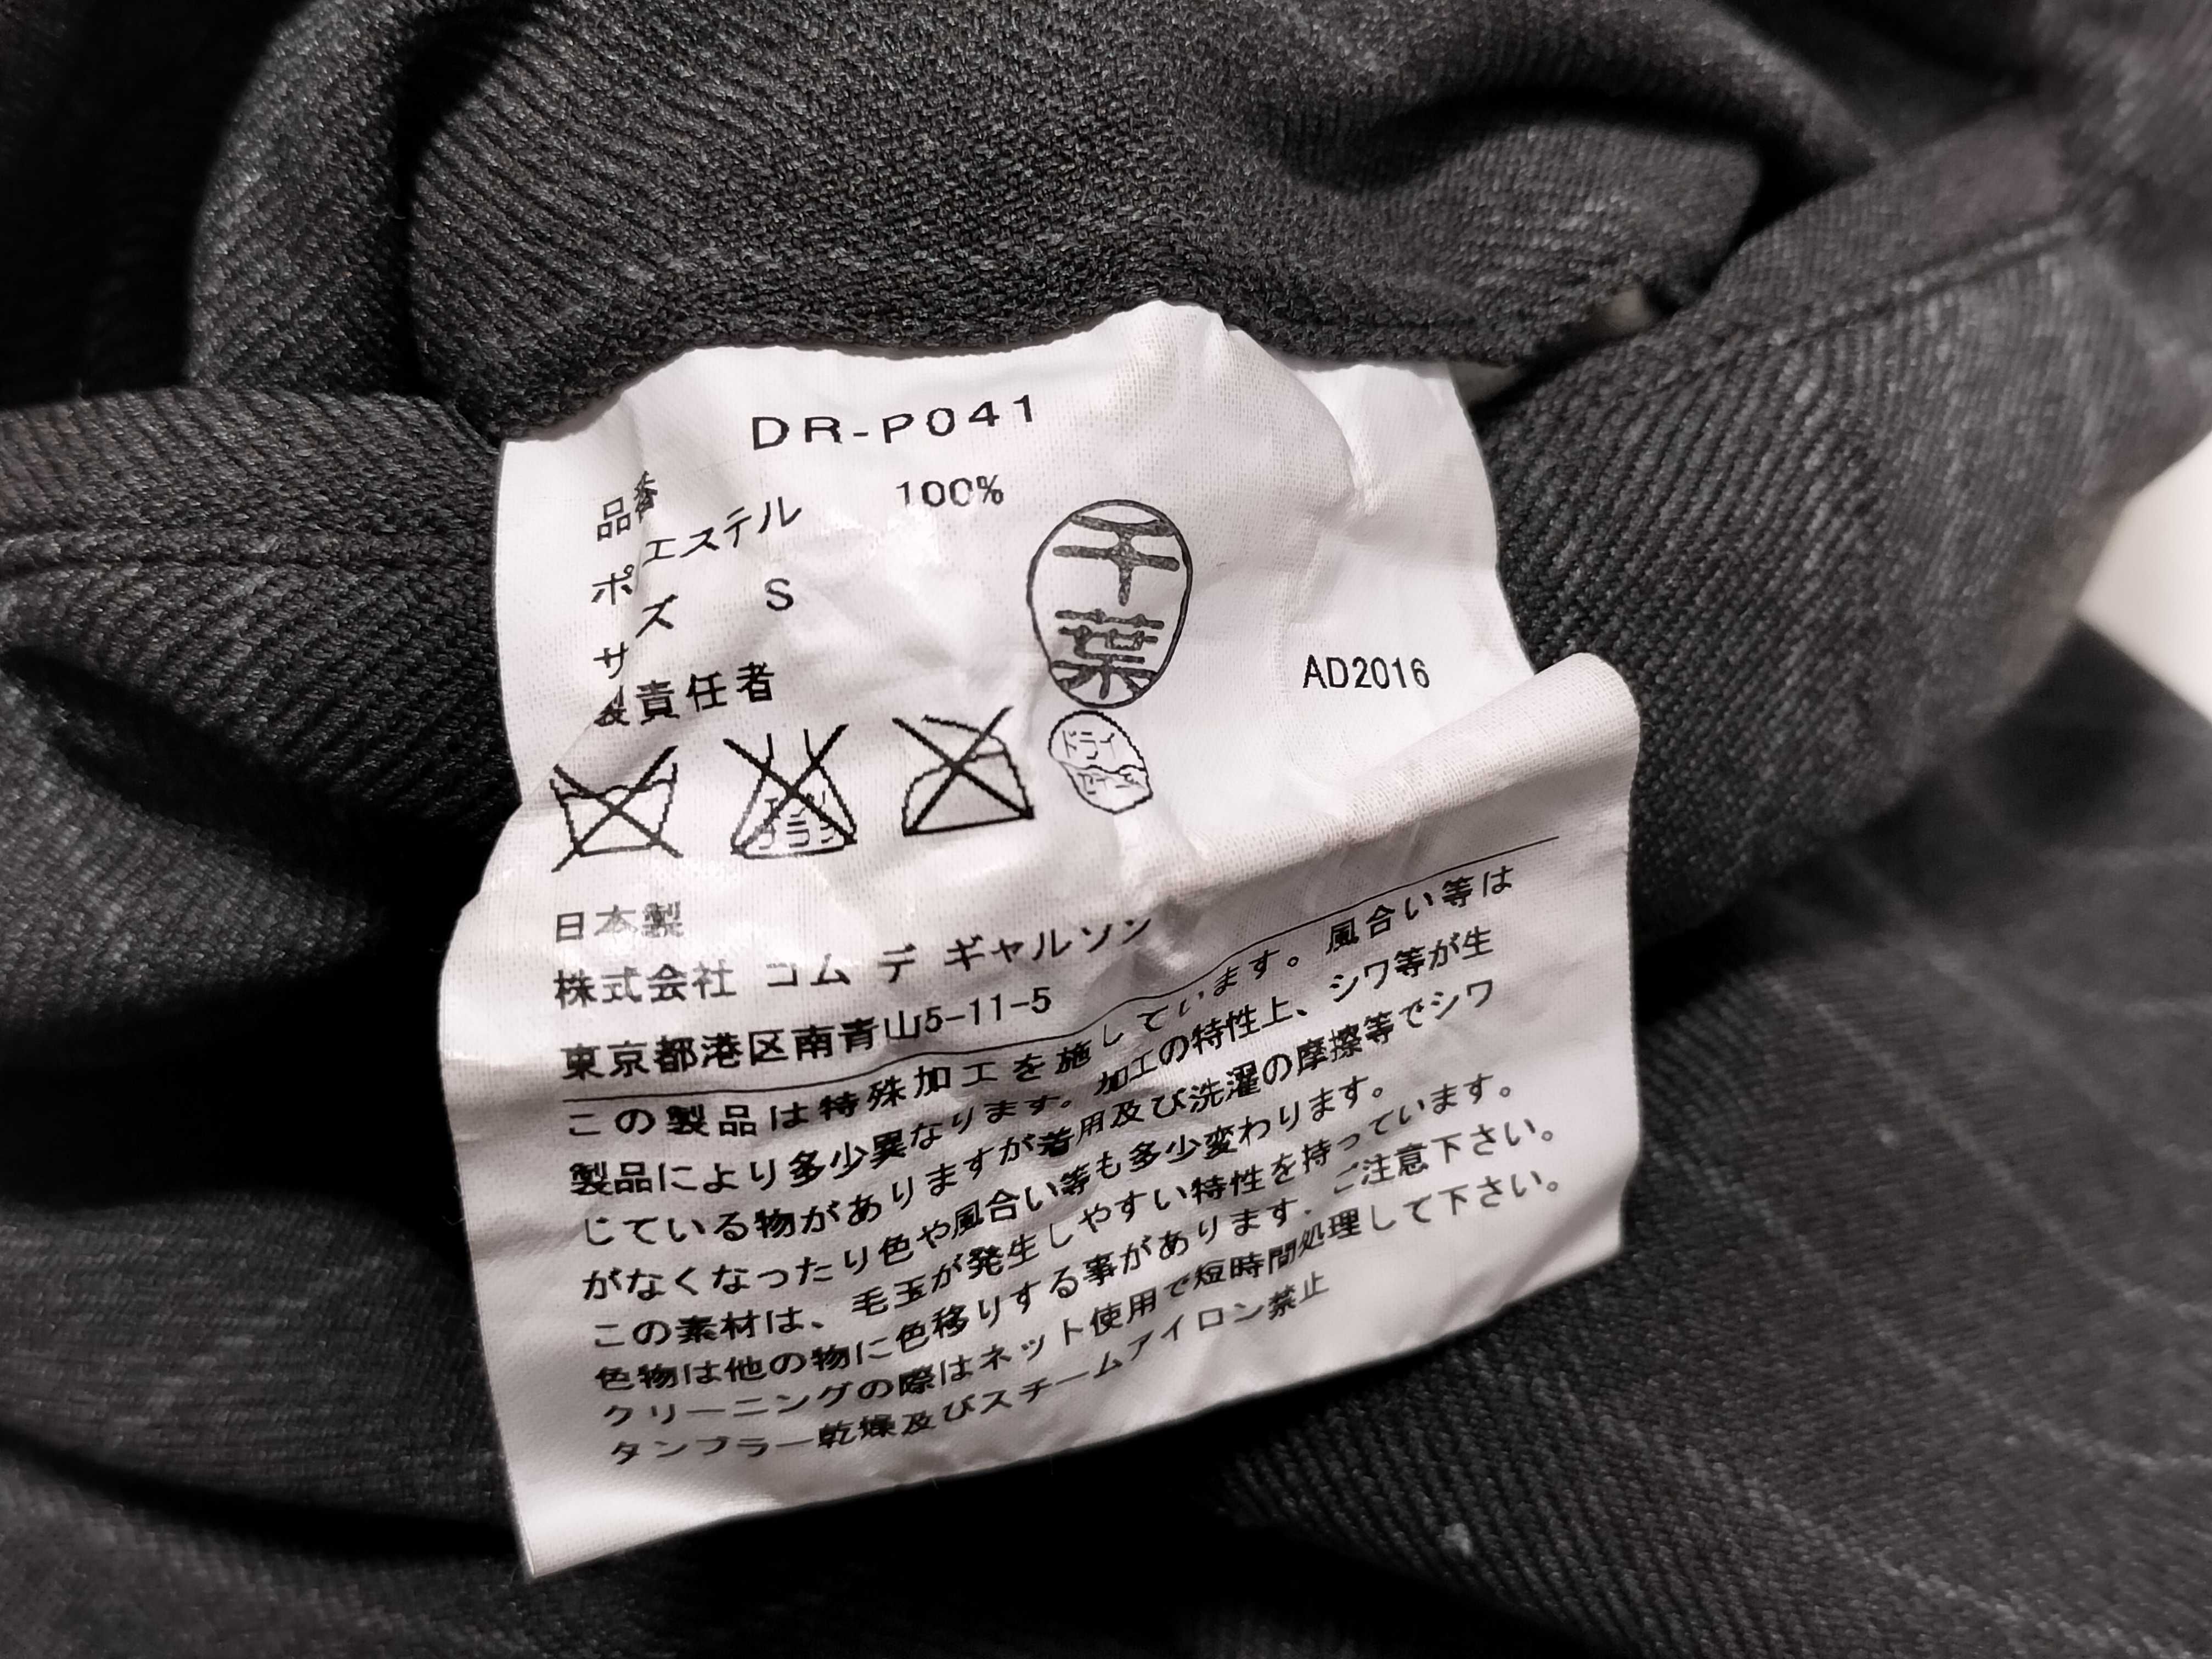 DR-P041
品番
ポ エステル 100%
サ ズ S
製 責任者
千葉
AD2016
ドライ
日本製
株式会社 コム デ ギャルソン
東京都港区南青山5-11-5
この製品は特殊加工を施しています。風合い等は
製品により多少異なります。加工の特性上、シワ等が生
じている物がありますが着用及び洗濯の摩擦等でシワ
がなくなったり色や風合い等も多少変わります。
この素材は、毛玉が発生しやすい特性を持っています。
色物は他の物に色移りする事があります.ご注意下さい。
クリーニングの際はネット使用で短時間処理して下さい。
タンブラー乾燥及びスチームアイロン禁止